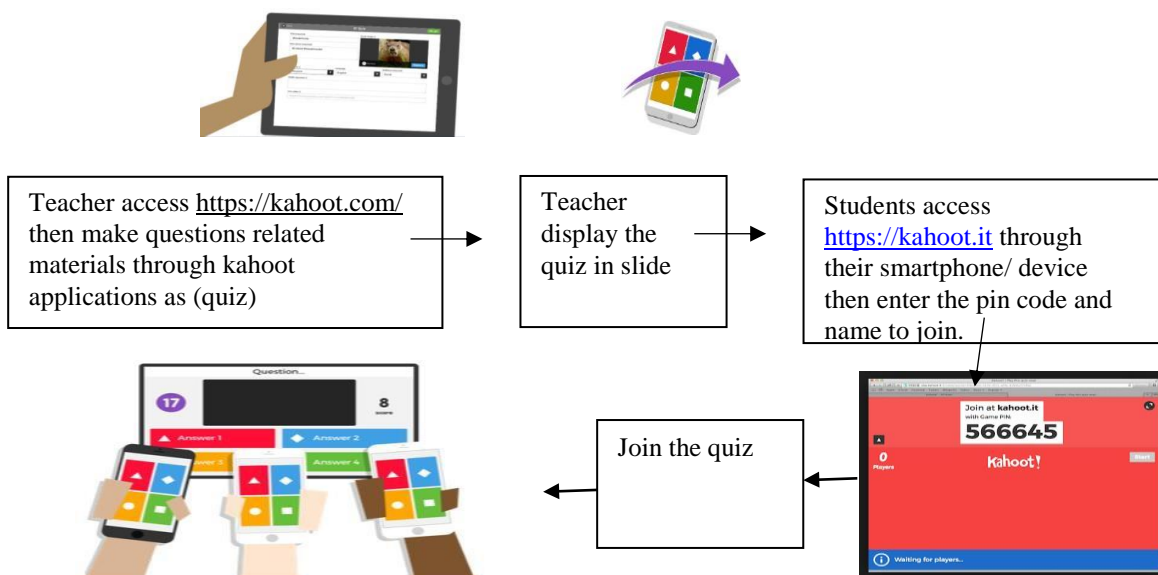 Teacher access https://kahoot.com/
then make questions related
materials through kahoot
applications as (quiz)
Teacher
display the
quiz in slide
Students access
https://kahoot.it through
their smartphone/ device
then enter the pin code and
name to join.
Question...
17
8
score
Answer 1
Answer 2
Answer 4
Join the quiz
Join at kahoot.it
with Game PIN:
566645
0
Players
Kahoot!
Start
Waiting for players...